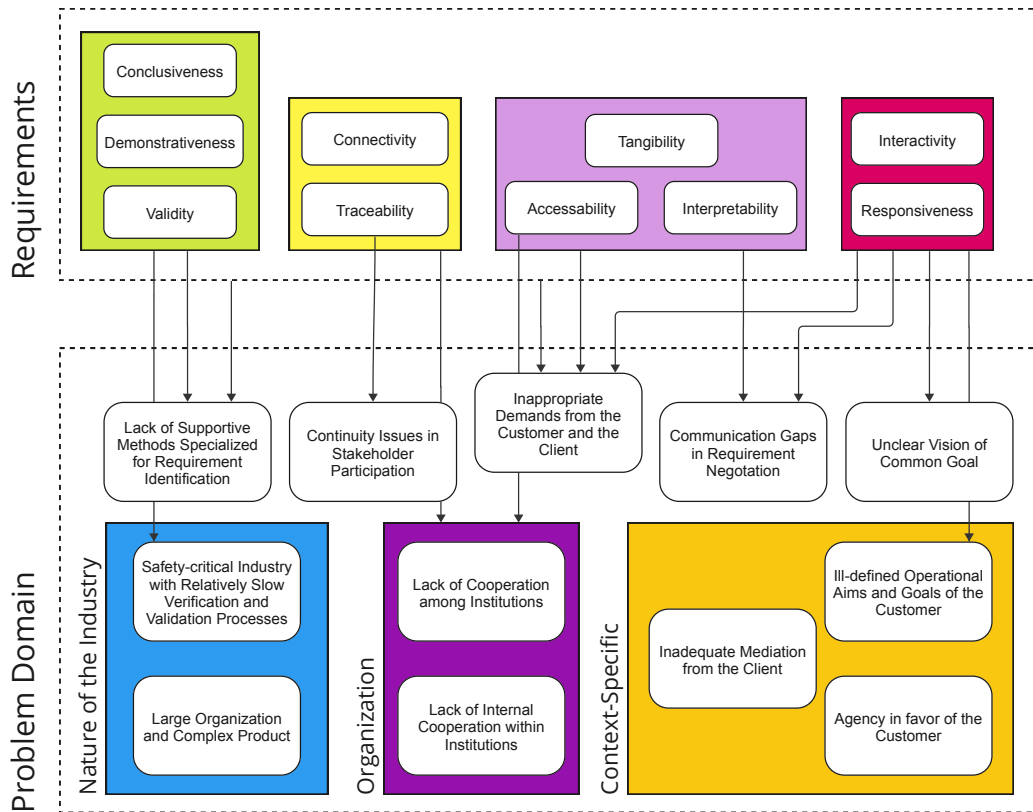 Requirements
Conclusiveness
Demonstrativeness
Validity
Connectivity
Traceability
Tangibility
Accessability
Interpretability
Interactivity
Responsiveness
Problem Domain
Lack of Supportive
Methods Specialized
for Requirement
Identification
Continuity Issues in
Stakeholder
Participation
Inappropriate
Demands from the
Customer and the
Client
Communication Gaps
in Requirement
Negotation
Unclear Vision of
Common Goal
Nature of the Industry
Safety-critical Industry
with Relatively Slow
Verification and
Validation Processes
Large Organization
and Complex Product
Organization
Lack of Cooperation
among Institutions
Lack of Internal
Cooperation within
Institutions
Context-Specific
Inadequate Mediation
from the Client
Ill-defined Operational
Aims and Goals of the
Customer
Agency in favor of the
Customer